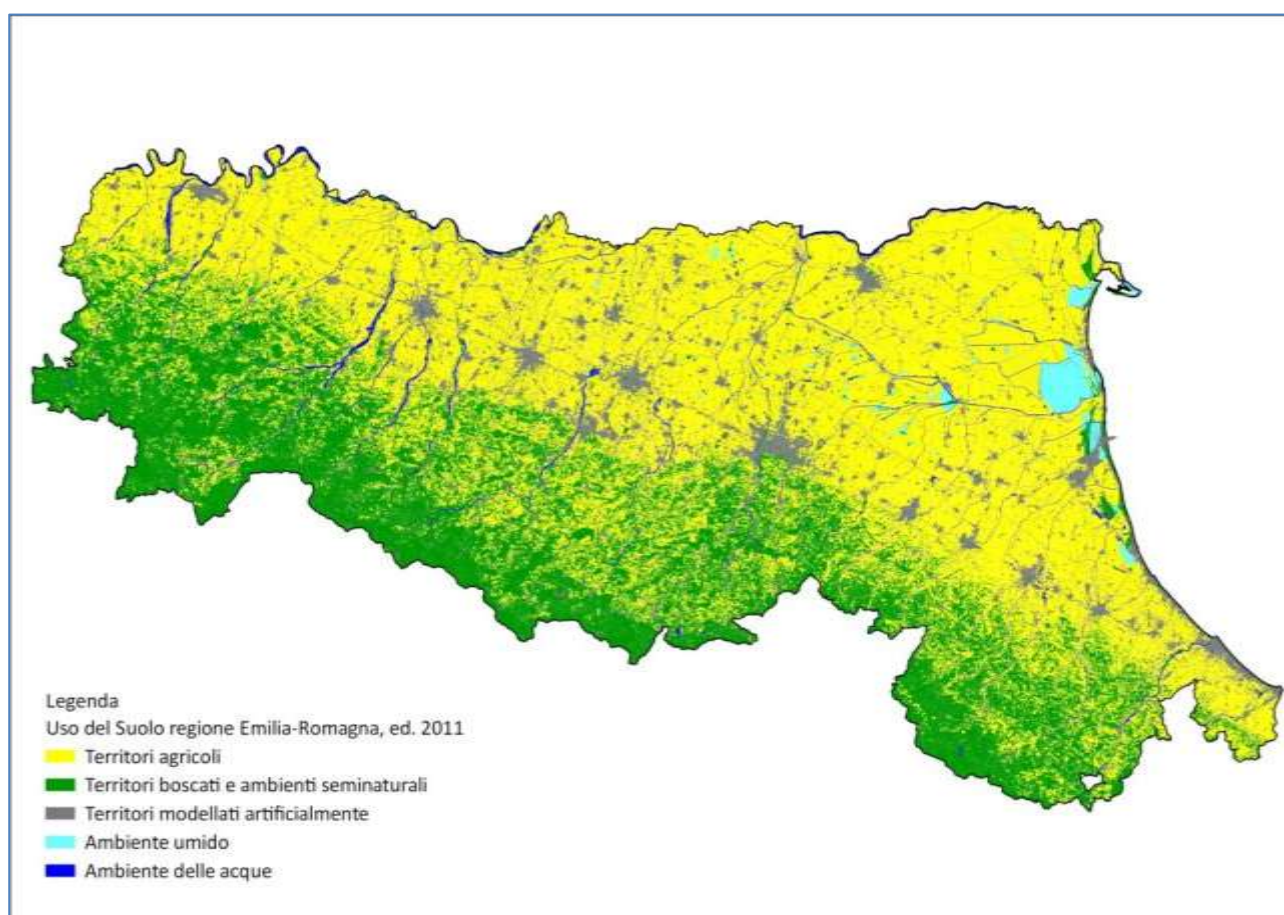 Legenda
Uso del Suolo regione Emilia-Romagna, ed. 2011
Territori agricoli
Territori boscati e ambienti seminaturali
Territori modellati artificialmente
Ambiente umido
Ambiente delle acque